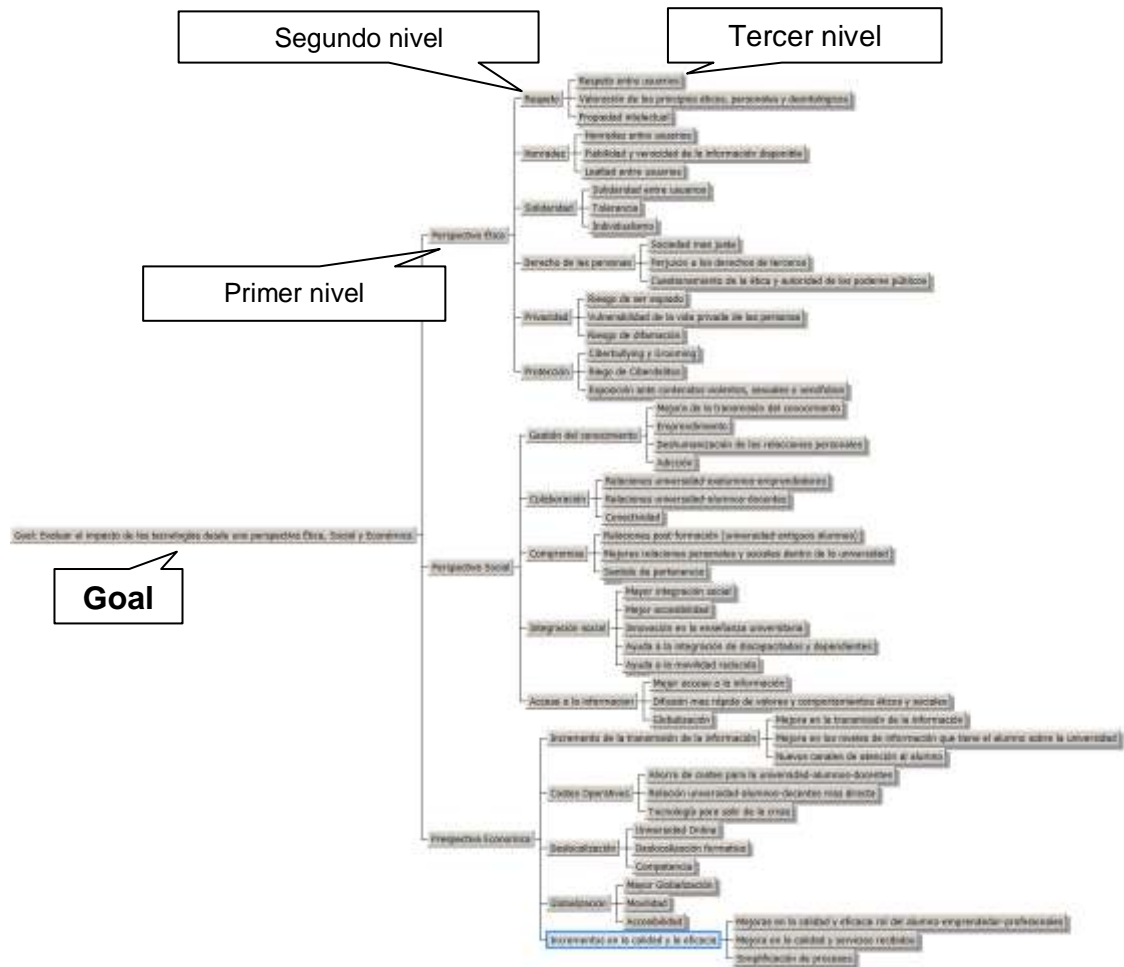 Segundo nivel
Tercer nivel
Respeto entre usuarios
Respeto
Valoración de los principios éticos, personales y deontológicos
Propiedad intelectual
Honradez entre usuarios
Honradez
Fiabilidad y veracidad de la información disponible
Lealtad entre usuarios
Solidaridad entre usuarios
Solidaridad
Tolerancia
Individualismo
Perspectiva Ética
Sociedad mas justa
Derecho de las personas
Perjuicio a los derechos de terceros
Cuestionamiento de la ética y autoridad de los poderes públicos
Primer nivel
Riesgo de ser espiado
Privacidad
Vulnerabilidad de la vida privada de las personas
Riesgo de difamación
Ciberbullying y Grooming
Protección
Riego de Ciberdelitos
Exposición ante contenidos violentos, sexuales o xenófobos
Mejora de la transmisión del conocimiento
Gestión del conocimiento
Emprendimiento
Deshumanización de las relaciones personales
Adicción
Relaciones universidad-exalumnos-emprendedores
Colaboración
Relaciones universidad-alumnos-docentes
Conectividad
Goal: Evaluar el impacto de las tecnologías desde una perspectiva Ética, Social y Económica
Relaciones post formación (universidad antiguos alumnos)
Compromiso
Mejores relaciones personales y sociales dentro de la universidad
Perspectiva Social
Sentido de pertenencia
Goal
Mayor integración social
Mejor accesibilidad
Integración social
Innovación en la enseñanza universitaria
Ayuda a la integración de discapacitados y dependientes
Ayuda a la movilidad reducida
Mejor acceso a la información
Acceso a la información
Difusión mas rápida de valores y comportamientos éticos y sociales
Globalización
Mejora en la transmisión de la información
Incremento de la transmisión de la información
Mejora en los niveles de información que tiene el alumno sobre la Universidad
Nuevos canales de atención al alumno
Ahorro de costes para la universidad-alumnos-docentes
Costes Operativos
Relación universidad-alumnos-docentes mas directa
Tecnología para salir de la crisis
Universidad Online
Perspectiva Económica
Deslocalización
Deslocalización formativa
Competencia
Mayor Globalización
Globalización
Movilidad
Accesibilidad
Mejoras en la calidad y eficacia rol del alumno-emprendedor-profesionales
Incrementos en la calidad y la eficacia
Mejora en la calidad y servicios recibidos
Simplificación de procesos